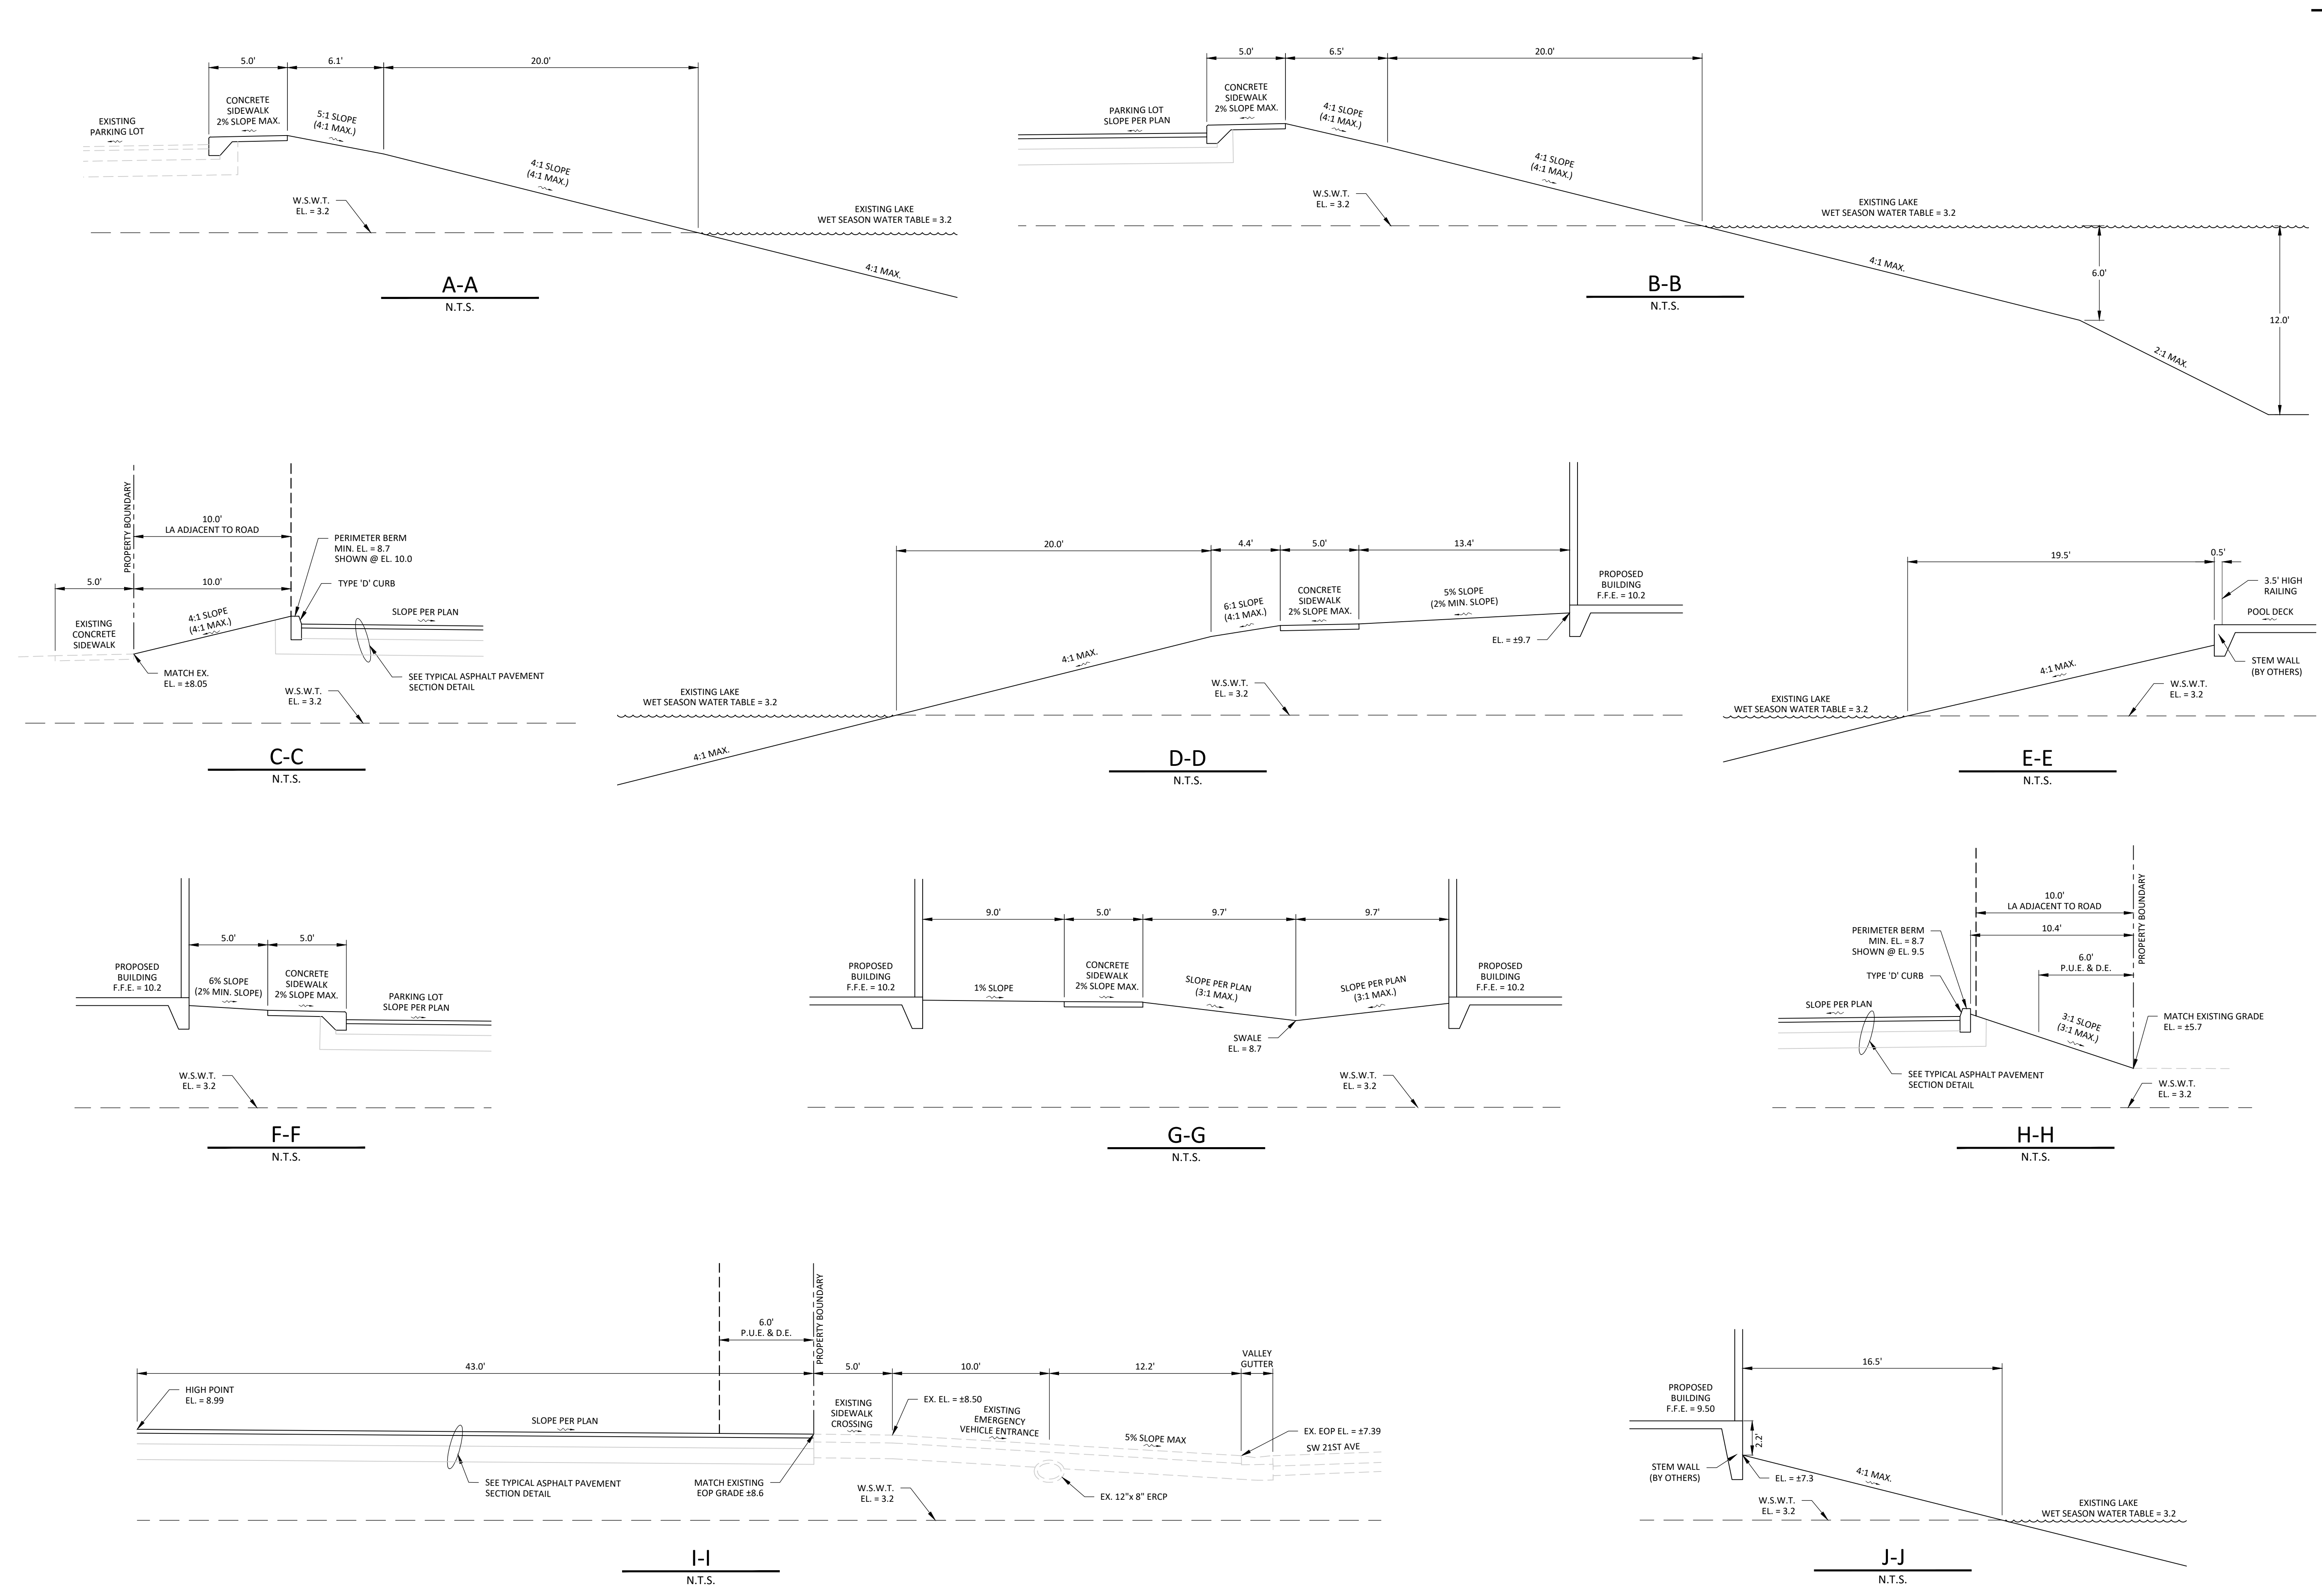 5.0'
6.1'
20.0'
CONCRETE
SIDEWALK
2% SLOPE MAX.
5:1 SLOPE
(4:1 MAX.)
EXISTING
PARKING LOT
4:1 SLOPE
(4:1 MAX.)
W.S.W.T.
EL. = 3.2
EXISTING LAKE
WET SEASON WATER TABLE = 3.2
4:1 MAX.
A-A
N.T.S.
5.0'
6.5'
20.0'
CONCRETE
SIDEWALK
2% SLOPE MAX.
PARKING LOT
SLOPE PER PLAN
4:1 SLOPE
(4:1 MAX.)
4:1 SLOPE
(4:1 MAX.)
W.S.W.T.
EL. = 3.2
EXISTING LAKE
WET SEASON WATER TABLE = 3.2
4:1 MAX.
6.0'
12.0'
2:1 MAX.
B-B
N.T.S.
PROPERTY BOUNDARY
10.0'
LA ADJACENT TO ROAD
PERIMETER BERM
MIN. EL. = 8.7
SHOWN @ EL. 10.0
5.0'
10.0'
TYPE 'D' CURB
4:1 SLOPE
(4:1 MAX.)
SLOPE PER PLAN
EXISTING
CONCRETE
SIDEWALK
MATCH EX.
EL. = ±8.05
SEE TYPICAL ASPHALT PAVEMENT
SECTION DETAIL
W.S.W.T.
EL. = 3.2
C-C
N.T.S.
20.0'
4.4'
5.0'
13.4'
6:1 SLOPE
(4:1 MAX.)
CONCRETE
SIDEWALK
2% SLOPE MAX.
5% SLOPE
(2% MIN. SLOPE)
PROPOSED
BUILDING
F.F.E. = 10.2
EL. = ±9.7
4:1 MAX.
W.S.W.T.
EL. = 3.2
EXISTING LAKE
WET SEASON WATER TABLE = 3.2
4:1 MAX.
D-D
N.T.S.
19.5'
0.5'
3.5' HIGH
RAILING
POOL DECK
STEM WALL
(BY OTHERS)
4:1 MAX.
W.S.W.T.
EL. = 3.2
EXISTING LAKE
WET SEASON WATER TABLE = 3.2
E-E
N.T.S.
5.0'
5.0'
PROPOSED
BUILDING
F.F.E. = 10.2
6% SLOPE
(2% MIN. SLOPE)
CONCRETE
SIDEWALK
2% SLOPE MAX.
PARKING LOT
SLOPE PER PLAN
W.S.W.T.
EL. = 3.2
F-F
N.T.S.
9.0'
5.0'
9.7'
9.7'
PROPOSED
BUILDING
F.F.E. = 10.2
1% SLOPE
CONCRETE
SIDEWALK
2% SLOPE MAX.
SLOPE PER PLAN
(3:1 MAX.)
SLOPE PER PLAN
(3:1 MAX.)
PROPOSED
BUILDING
F.F.E. = 10.2
SWALE
EL. = 8.7
W.S.W.T.
EL. = 3.2
G-G
N.T.S.
PROPERTY BOUNDARY
10.0'
LA ADJACENT TO ROAD
10.4'
PERIMETER BERM
MIN. EL. = 8.7
SHOWN @ EL. 9.5
6.0'
P.U.E. & D.E.
TYPE 'D' CURB
SLOPE PER PLAN
3:1 SLOPE
(3:1 MAX.)
MATCH EXISTING GRADE
EL. = ±5.7
SEE TYPICAL ASPHALT PAVEMENT
SECTION DETAIL
W.S.W.T.
EL. = 3.2
H-H
N.T.S.
PROPERTY BOUNDARY
6.0'
P.U.E. & D.E.
43.0'
5.0'
10.0'
12.2'
VALLEY
GUTTER
HIGH POINT
EL. = 8.99
SLOPE PER PLAN
EXISTING
SIDEWALK
CROSSING
EX. EL. = ±8.50
EXISTING
EMERGENCY
VEHICLE ENTRANCE
5% SLOPE MAX
EX. EOP EL. = ±7.39
SW 21ST AVE
SEE TYPICAL ASPHALT PAVEMENT
SECTION DETAIL
MATCH EXISTING
EOP GRADE ±8.6
W.S.W.T.
EL. = 3.2
EX. 12"x 8" ERCP
I-I
N.T.S.
16.5'
PROPOSED
BUILDING
F.F.E. = 9.50
2.2'
STEM WALL
(BY OTHERS)
EL. = ±7.3
4:1 MAX.
W.S.W.T.
EL. = 3.2
EXISTING LAKE
WET SEASON WATER TABLE = 3.2
J-J
N.T.S.